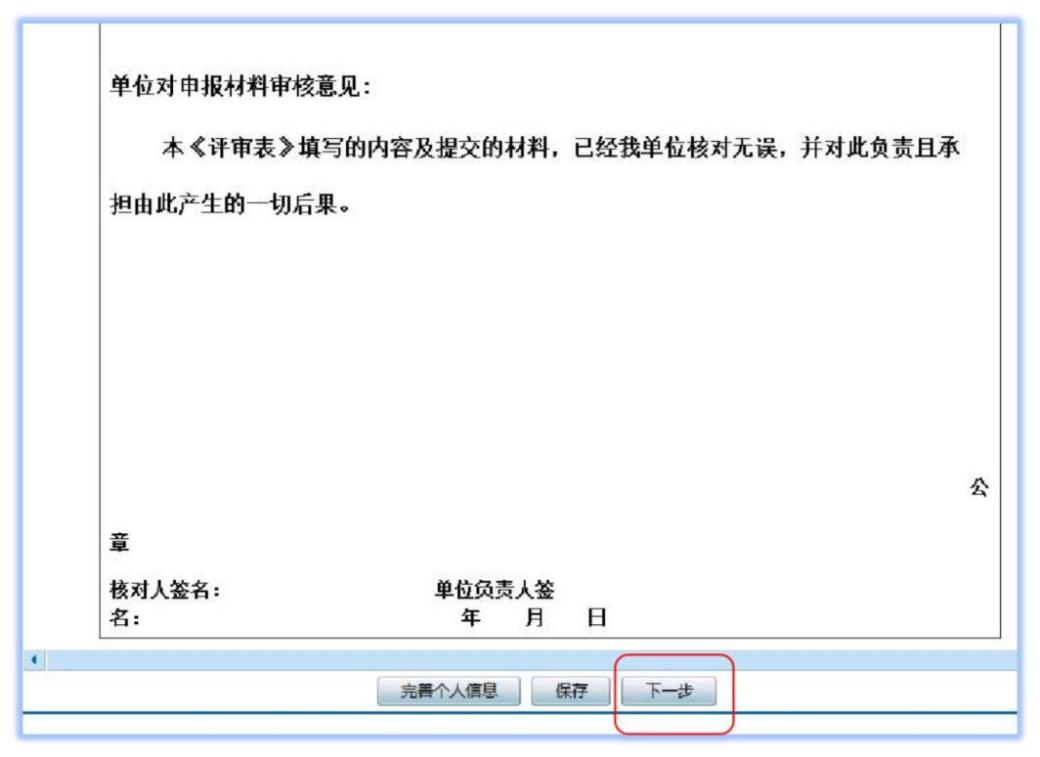 单位对申报材料审核意见：
本《评审表》填写的内容及提交的材料，已经我单位核对无误，并对此负责且承
担由此产生的一切后果。
公
章
核对人签名： 单位负责人签
名： 年 月 日
完善个人信息 保存 下一步